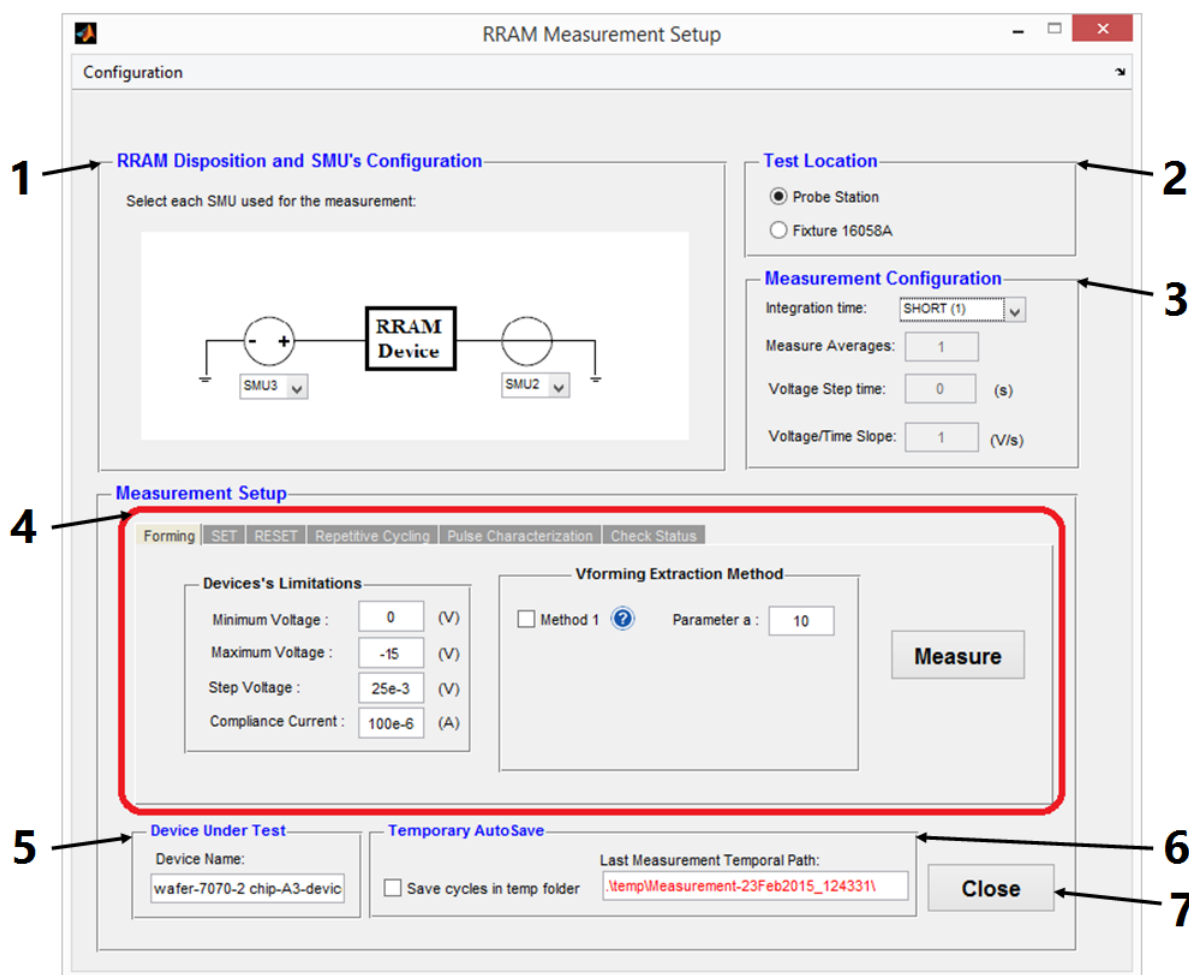 RRAM Measurement Setup
Configuration
1
RRAM Disposition and SMU's Configuration
Select each SMU used for the measurement:
- +
RRAM
Device
SMU3
SMU2
Test Location
2
Probe Station
Fixture 16058A
Measurement Configuration
3
Integration time: SHORT (1)
Measure Averages: 1
Voltage Step time: 0 (s)
Voltage/Time Slope: 1 (V/s)
Measurement Setup
4
Forming SET RESET Repetitive Cycling Pulse Characterization Check Status
Devices's Limitations
Minimum Voltage : 0 (V)
Maximum Voltage : -15 (V)
Step Voltage : 25e-3 (V)
Compliance Current : 100e-6 (A)
Vforming Extraction Method
Method 1 ? Parameter a : 10
Measure
5
Device Under Test
Device Name:
wafer-7070-2 chip-A3-devic
Temporary AutoSave
6
Last Measurement Temporal Path:
Save cycles in temp folder .\temp\Measurement-23Feb2015_124331\
Close
7